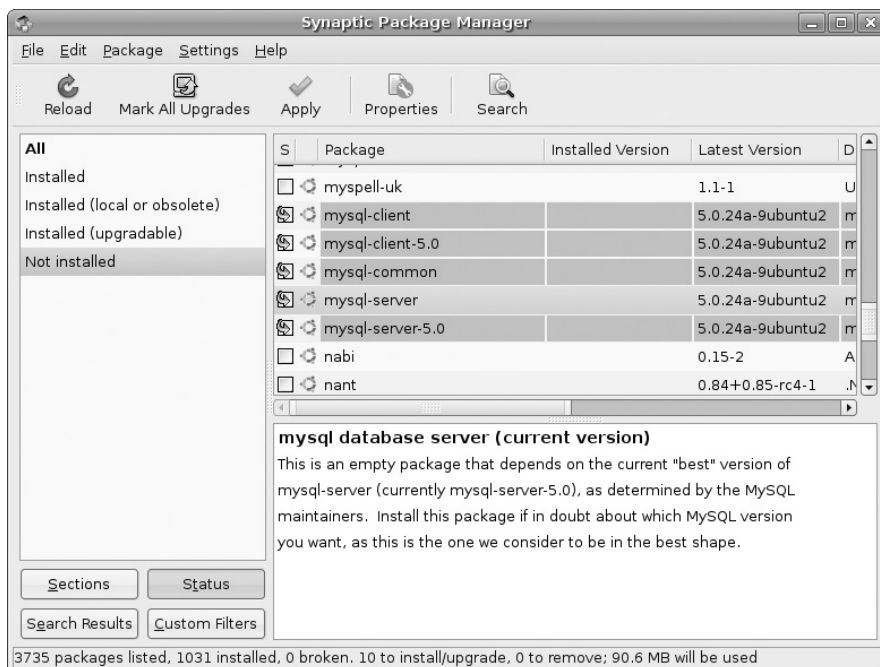 Synaptic Package Manager
File Edit Package Settings Help
Reload Mark All Upgrades Apply Properties Search
All
Installed
Installed (local or obsolete)
Installed (upgradable)
Not installed
S Package Installed Version Latest Version D
myspell-uk 1.1-1 U
mysql-client 5.0.24a-9ubuntu2 m
mysql-client-5.0 5.0.24a-9ubuntu2 m
mysql-common 5.0.24a-9ubuntu2 m
mysql-server 5.0.24a-9ubuntu2 m
mysql-server-5.0 5.0.24a-9ubuntu2 m
nabi 0.15-2 A
nant 0.84+0.85-rc4-1 .N
mysql database server (current version)
This is an empty package that depends on the current "best" version of
mysql-server (currently mysql-server-5.0), as determined by the MySQL
maintainers. Install this package if in doubt about which MySQL version
you want, as this is the one we consider to be in the best shape.
Sections Status
Search Results Custom Filters
3735 packages listed, 1031 installed, 0 broken. 10 to install/upgrade, 0 to remove; 90.6 MB will be used